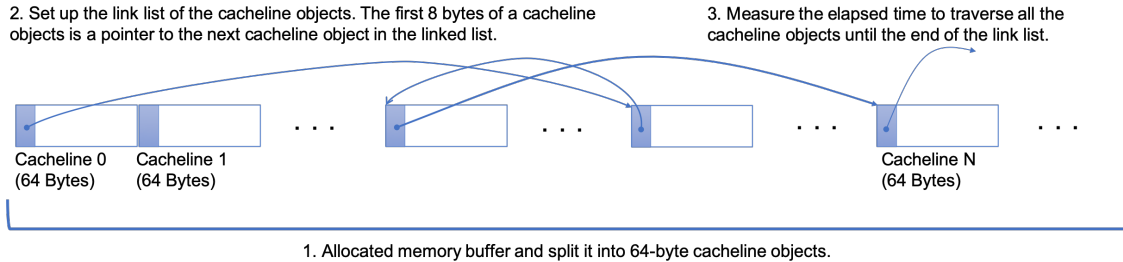 2. Set up the link list of the cacheline objects. The first 8 bytes of a cacheline
objects is a pointer to the next cacheline object in the linked list.
3. Measure the elapsed time to traverse all the
cacheline objects until the end of the link list.
. . .
. . .
. . .
. . .
Cacheline 0
(64 Bytes)
Cacheline 1
(64 Bytes)
Cacheline N
(64 Bytes)
1. Allocated memory buffer and split it into 64-byte cacheline objects.